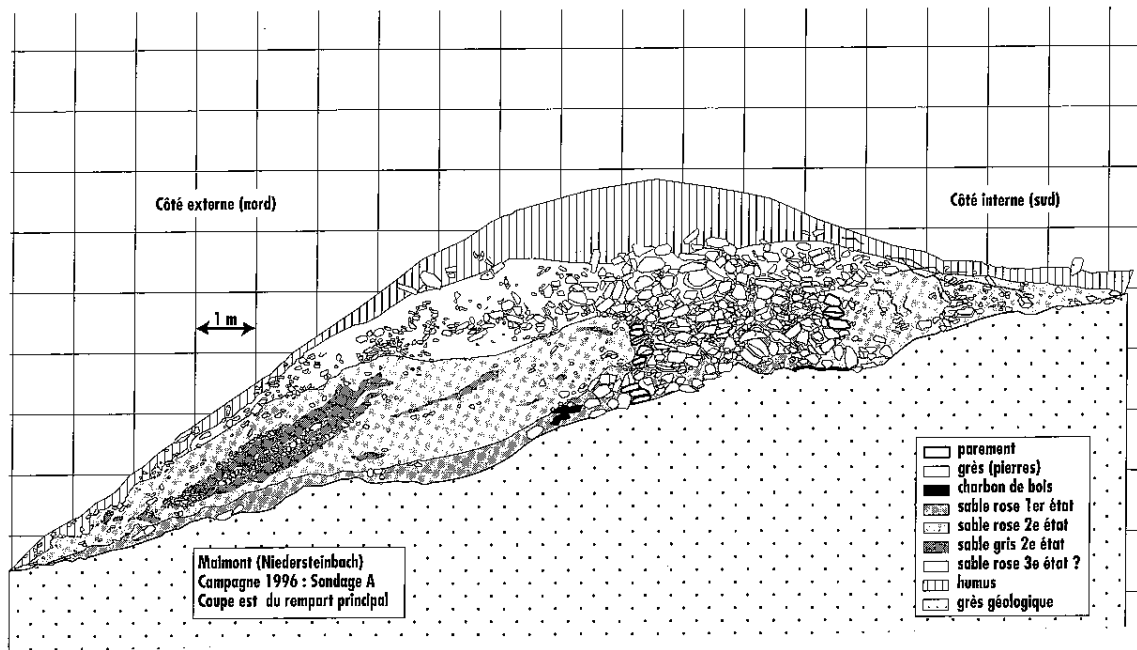 Côté externe (nord)
Côté interne (sud)
1 m
parement
grès (pierres)
charbon de bois
sable rose 1er état
sable rose 2e état
sable gris 2e état
sable rose 3e état ?
humus
grès géologique
Maimont (Niedersteinbach)
Campagne 1996 : Sondage A
Coupe est du rempart principal